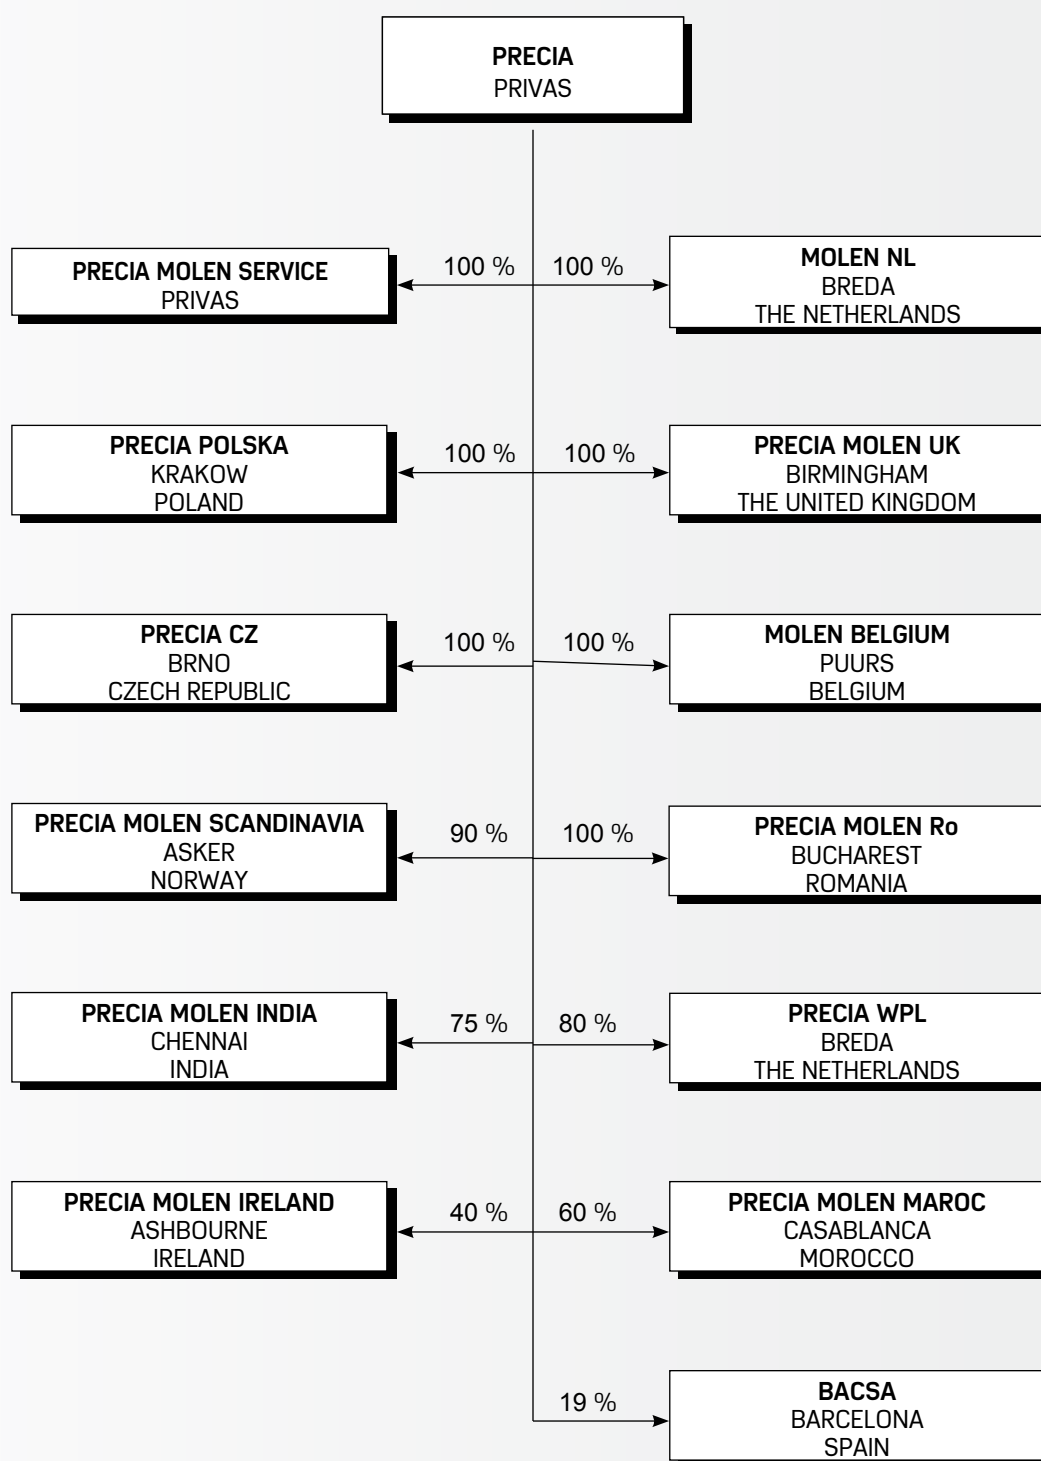 PRECIA
PRIVAS
PRECIA MOLEN SERVICE
PRIVAS
100 %
100 %
MOLEN NL
BREDA
THE NETHERLANDS
PRECIA POLSKA
KRAKOW
POLAND
100 %
100 %
PRECIA MOLEN UK
BIRMINGHAM
THE UNITED KINGDOM
PRECIA CZ
BRNO
CZECH REPUBLIC
100 %
100 %
MOLEN BELGIUM
PUURS
BELGIUM
PRECIA MOLEN SCANDINAVIA
ASKER
NORWAY
90 %
100 %
PRECIA MOLEN Ro
BUCHAREST
ROMANIA
PRECIA MOLEN INDIA
CHENNAI
INDIA
75 %
80 %
PRECIA WPL
BREDA
THE NETHERLANDS
PRECIA MOLEN IRELAND
ASHBOURNE
IRELAND
40 %
60 %
PRECIA MOLEN MAROC
CASABLANCA
MOROCCO
19 %
BACSA
BARCELONA
SPAIN